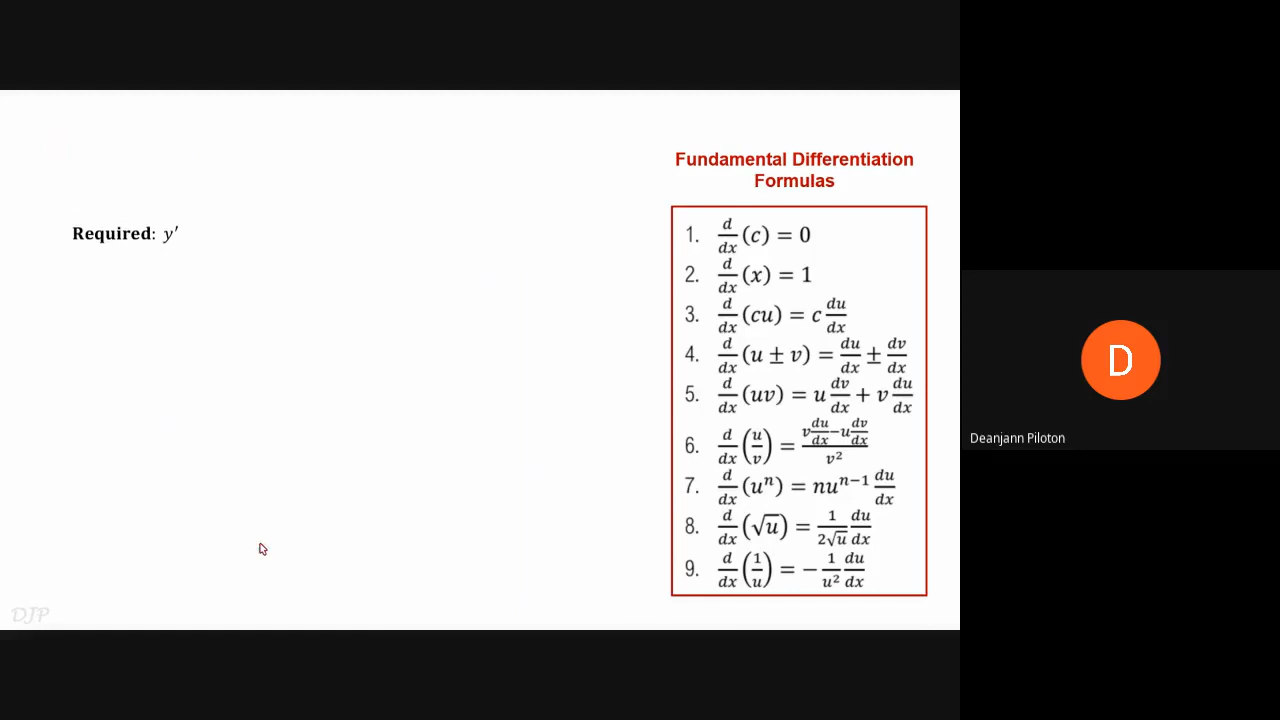 Required: y′
Fundamental Differentiation
Formulas
1. d/dx (c) = 0
2. d/dx (x) = 1
3. d/dx (cu) = c du/dx
4. d/dx (u ± v) = du/dx ± dv/dx
5. d/dx (uv) = u dv/dx + v du/dx
6. d/dx (u/v) = (v du/dx − u dv/dx)/v²
7. d/dx (uⁿ) = nuⁿ⁻¹ du/dx
8. d/dx (√u) = 1/(2√u) du/dx
9. d/dx (1/u) = − 1/u² du/dx
DJP
D
Deanjann Piloton